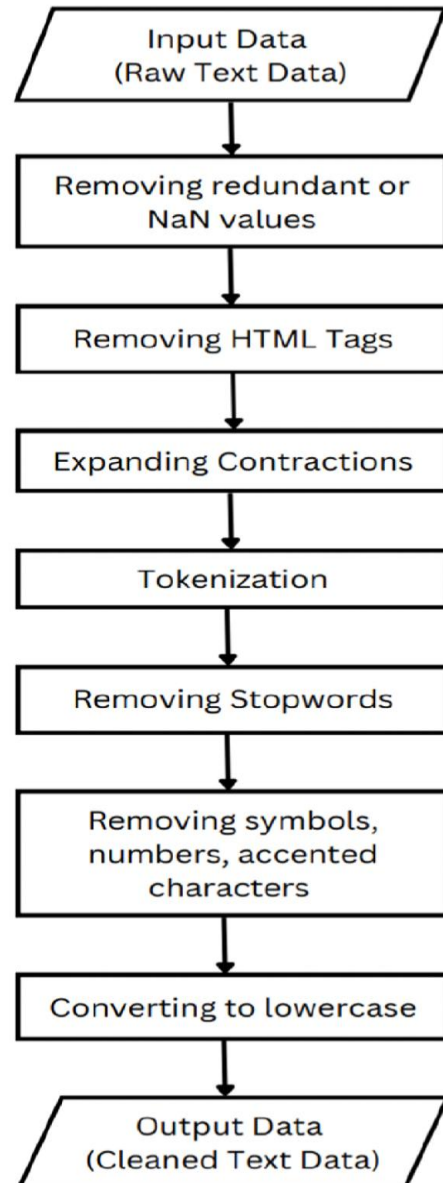 Input Data
(Raw Text Data)
Removing redundant or
NaN values
Removing HTML Tags
Expanding Contractions
Tokenization
Removing Stopwords
Removing symbols,
numbers, accented
characters
Converting to lowercase
Output Data
(Cleaned Text Data)